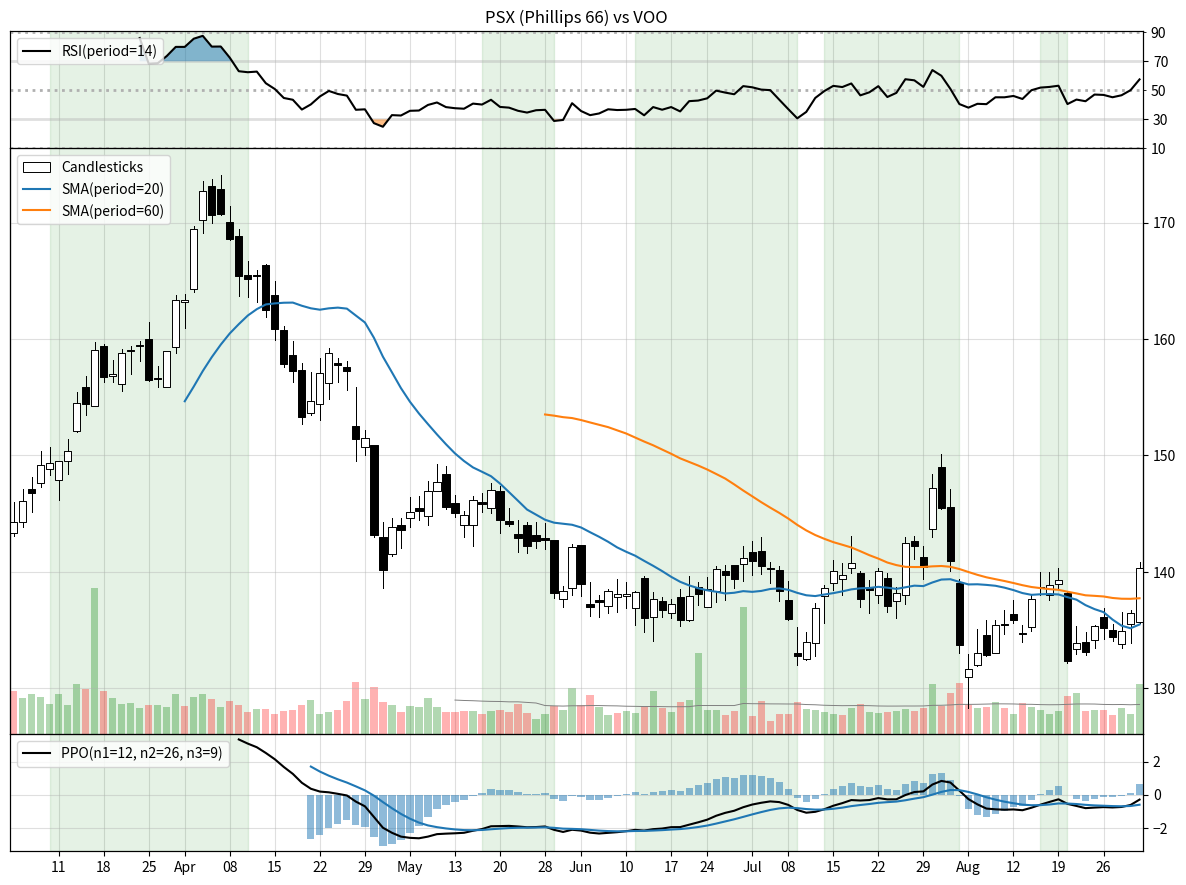 PSX (Phillips 66) vs VOO
RSI(period=14)
90
70
50
30
10
Candlesticks
SMA(period=20)
SMA(period=60)
170
160
150
140
130
PPO(n1=12, n2=26, n3=9)
2
0
−2
11 18 25 Apr 08 15 22 29 May 13 20 28 Jun 10 17 24 Jul 08 15 22 29 Aug 12 19 26